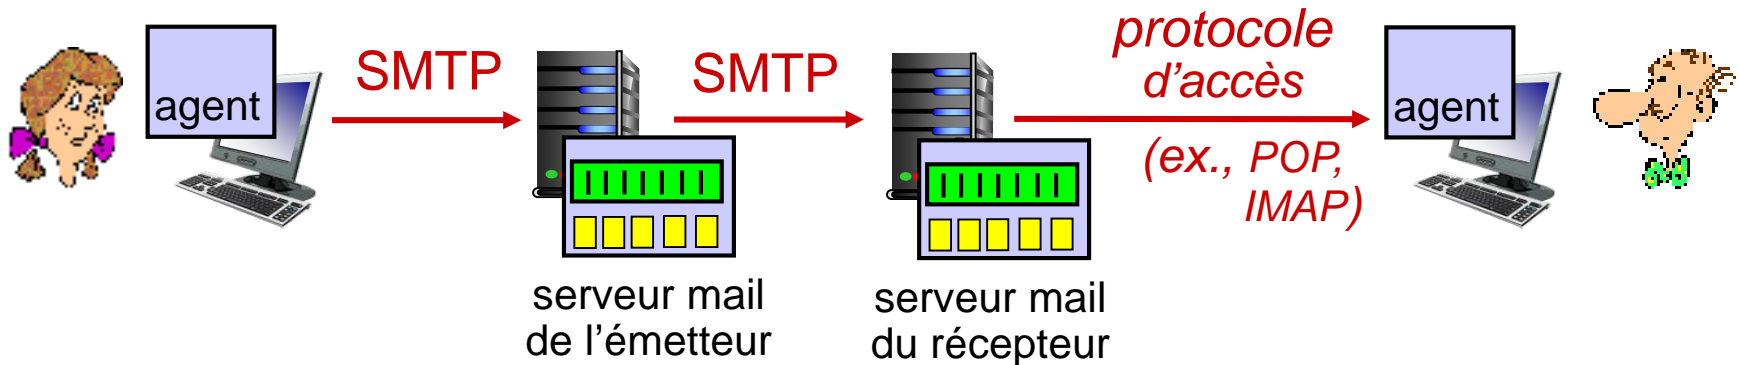 agent
SMTP
SMTP
protocole
d’accès
(ex., POP,
IMAP)
agent
serveur mail
de l’émetteur
serveur mail
du récepteur